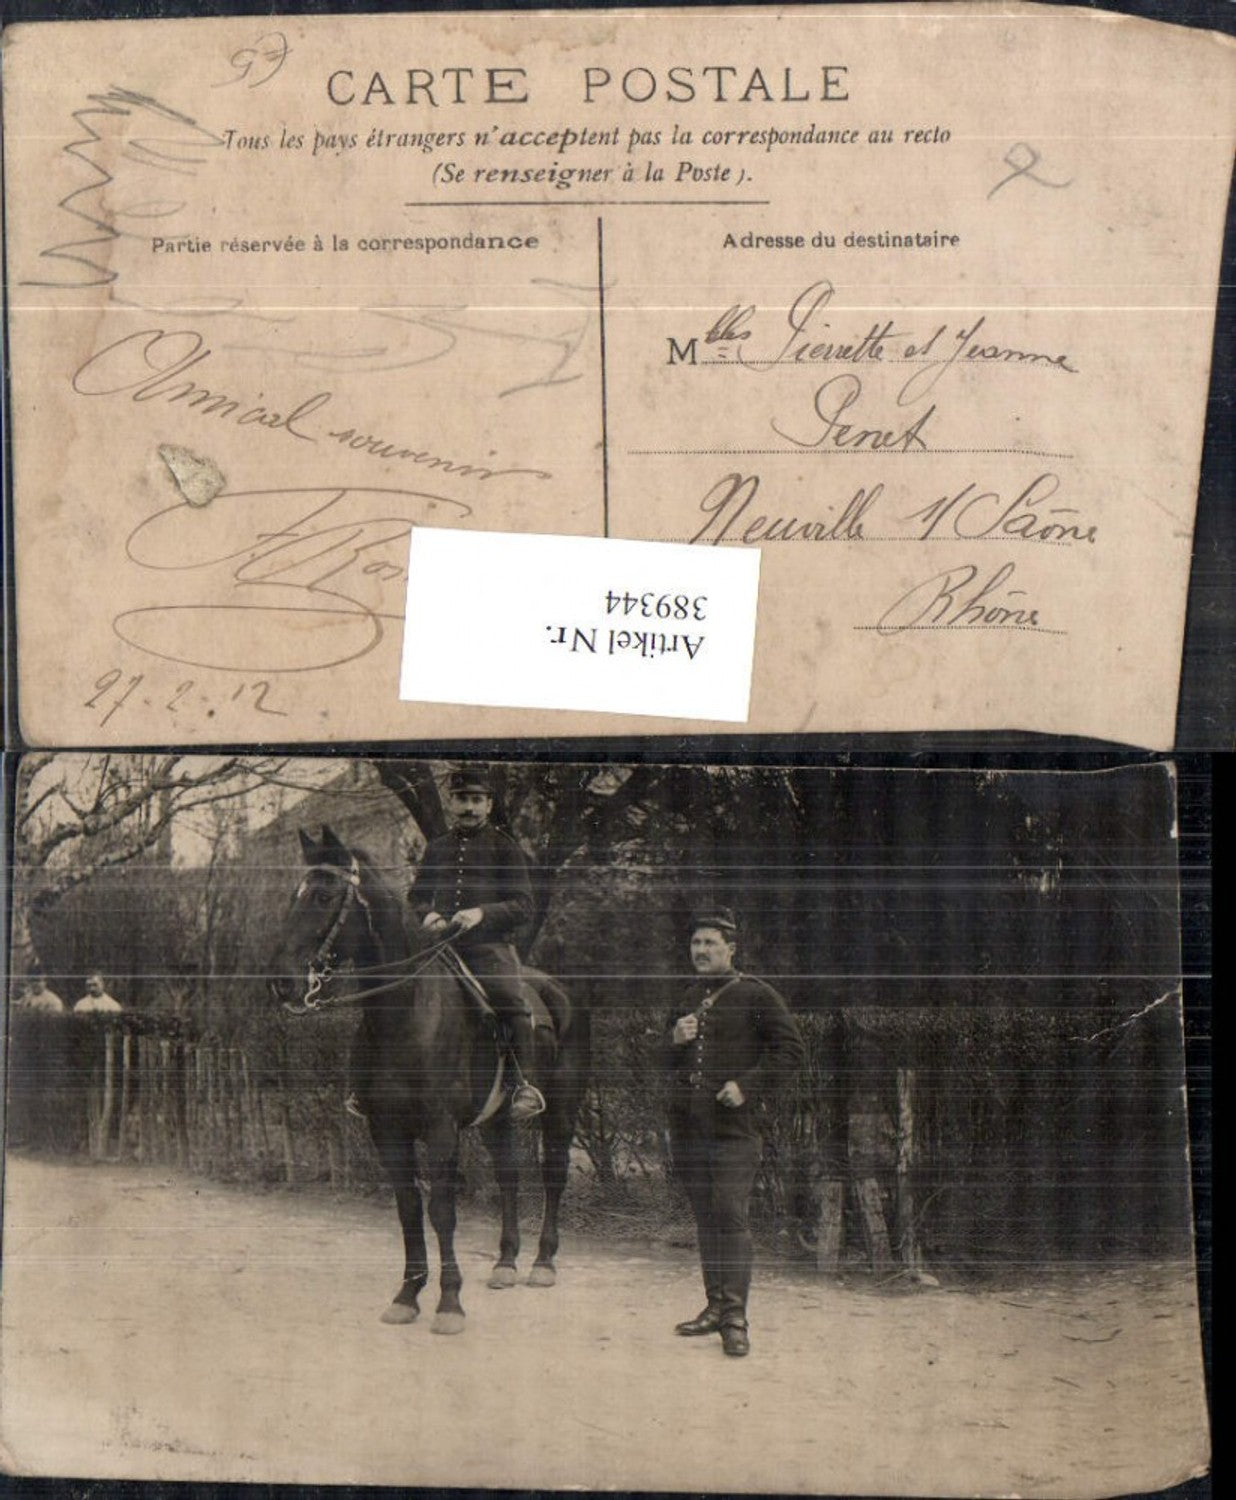 CARTE POSTALE
Tous les pays étrangers n'acceptent pas la correspondance au recto
(Se renseigner à la Poste).
Partie réservée à la correspondance
Amical souvenir
27-2-12
Adresse du destinataire
Mlles Pierrette et Jeanne
Penet
Neuville s/ Saône
Rhône
Artikel Nr.
389344